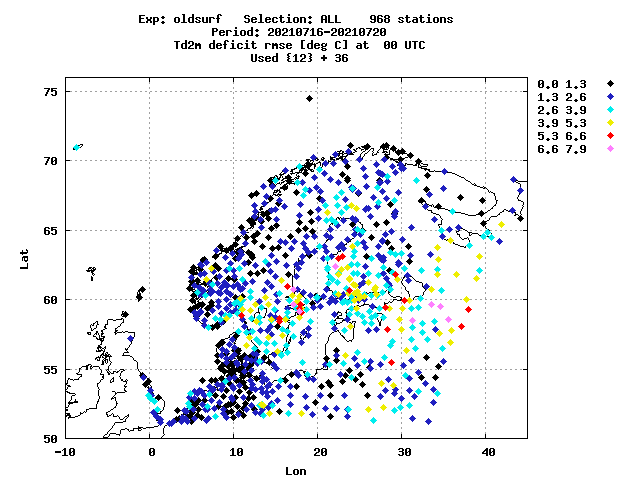 Exp: oldsurf   Selection: ALL    968 stations
Period: 20210716-20210720
Td2m deficit rmse [deg C] at  00 UTC
Used {12} + 36
0.0 1.3
1.3 2.6
2.6 3.9
3.9 5.3
5.3 6.6
6.6 7.9
75
70
65
60
55
50
Lat
-10 0 10 20 30 40
Lon